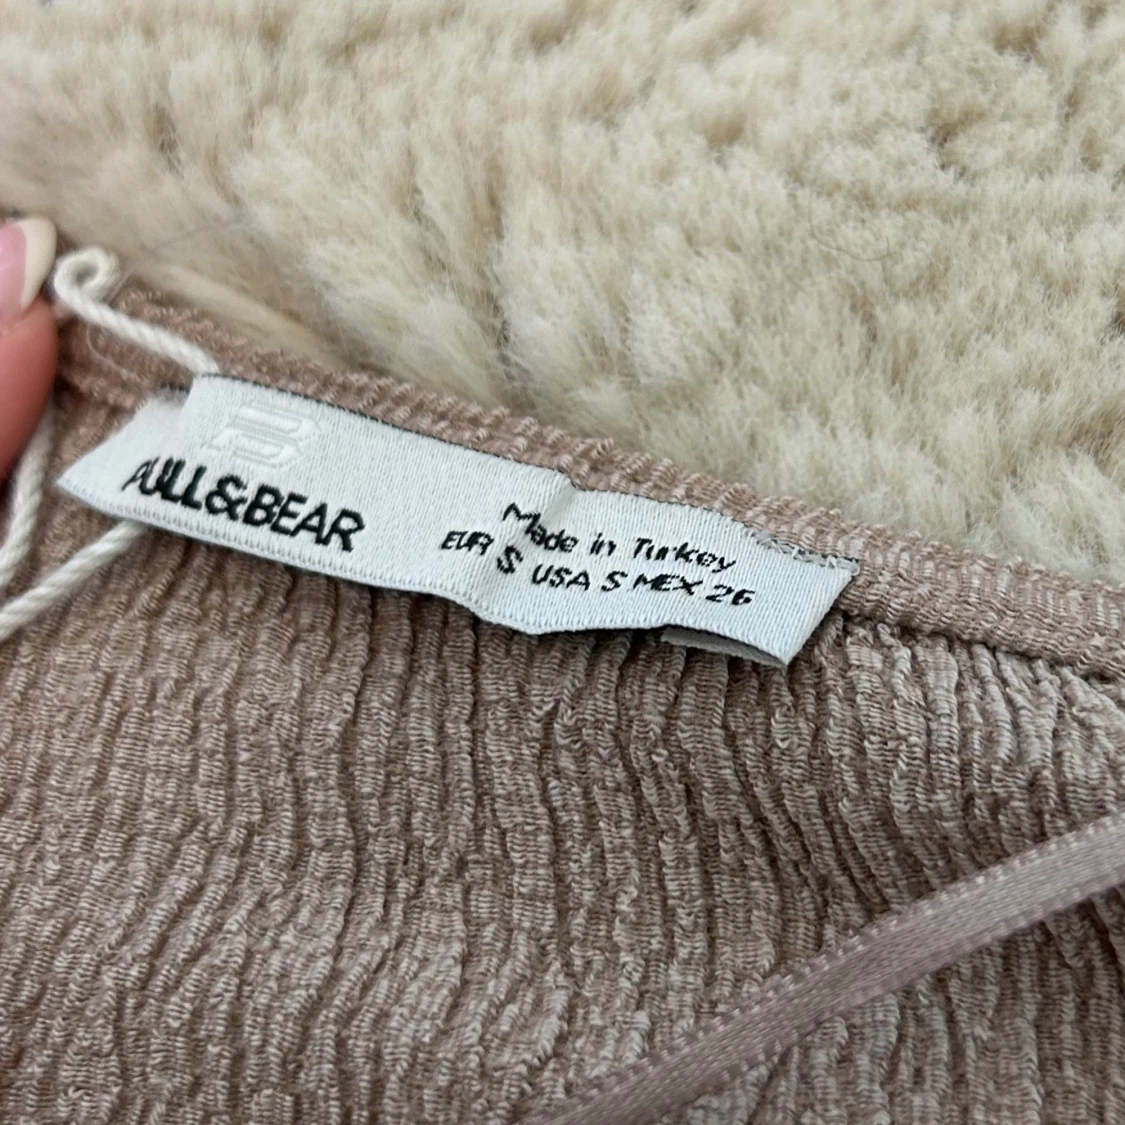 PULL&BEAR
Made in Turkey
EUR S USA S MEX 26